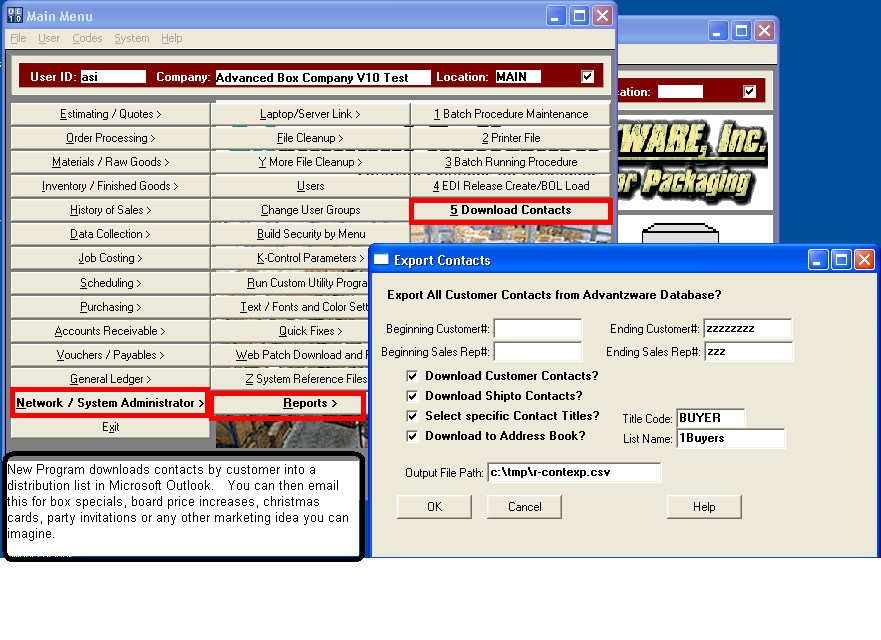 Main Menu
File User Codes System Help
User ID: asi Company: Advanced Box Company V10 Test Location: MAIN
Estimating / Quotes >
Order Processing >
Materials / Raw Goods >
Inventory / Finished Goods >
History of Sales >
Data Collection >
Job Costing >
Scheduling >
Purchasing >
Accounts Receivable >
Vouchers / Payables >
General Ledger >
Network / System Administrator >
Exit
Laptop/Server Link >
File Cleanup >
Y More File Cleanup >
Users
Change User Groups
Build Security by Menu
K-Control Parameters >
Run Custom Utility Progra
Text / Fonts and Color Sett
Quick Fixes >
Web Patch Download and
Z System Reference Files
Reports >
1 Batch Procedure Maintenance
2 Printer File
3 Batch Running Procedure
4 EDI Release Create/BOL Load
5 Download Contacts
ation:
TWARE, Inc.
or Packaging
Export Contacts
Export All Customer Contacts from Advantzware Database?
Beginning Customer#: Ending Customer#: zzzzzzzz
Beginning Sales Rep#: Ending Sales Rep#: zzz
Download Customer Contacts?
Download Shipto Contacts?
Select specific Contact Titles? Title Code: BUYER
Download to Address Book? List Name: 1Buyers
Output File Path: c:\tmp\r-contexp.csv
OK Cancel Help
New Program downloads contacts by customer into a
distribution list in Microsoft Outlook. You can then email
this for box specials, board price increases, christmas
cards, party invitations or any other marketing idea you can
imagine.